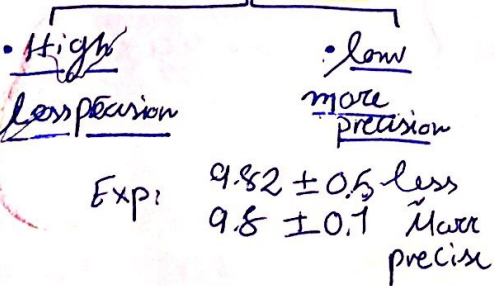 • High
Less precision
• low
more
precision
Exp: 9.82 ± 0.5 less
9.8 ± 0.1 More
precise